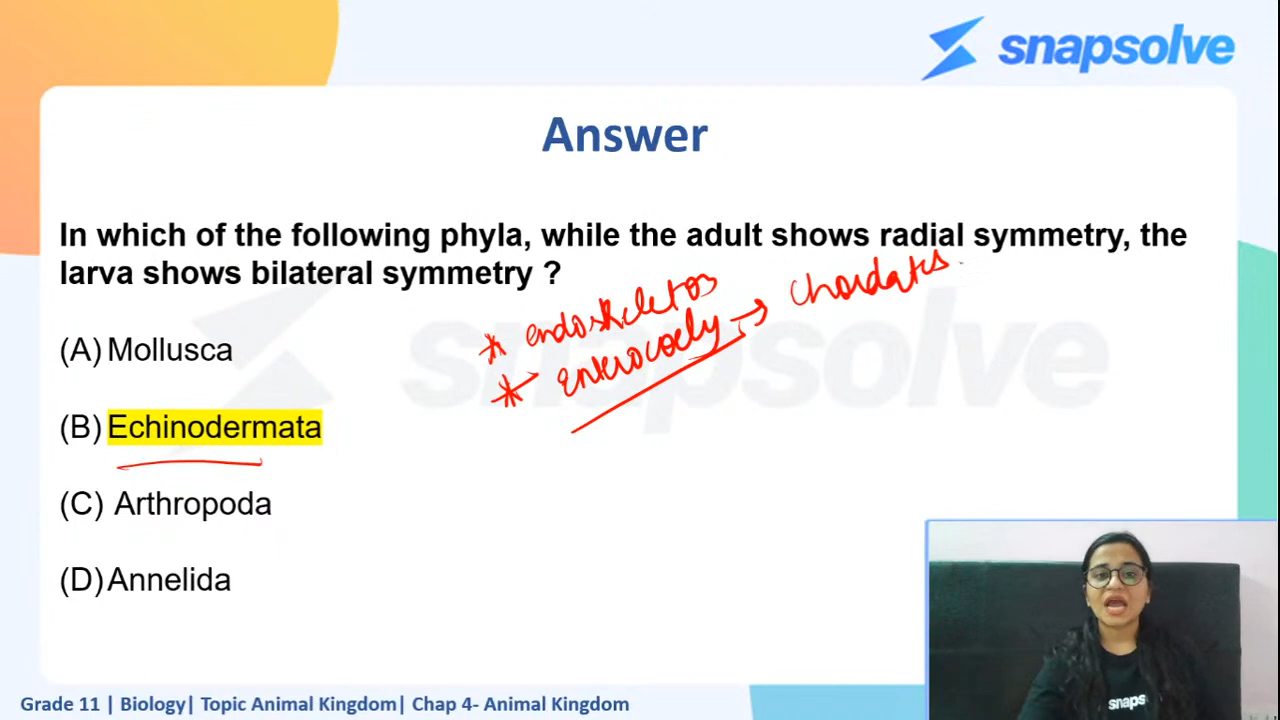 snapsolve
Answer
In which of the following phyla, while the adult shows radial symmetry, the
larva shows bilateral symmetry ?
* endoskeleton
* enterocoely → chordates
(A) Mollusca
(B) Echinodermata
(C) Arthropoda
(D) Annelida
snapsolve
snaps
Grade 11 | Biology| Topic Animal Kingdom| Chap 4- Animal Kingdom